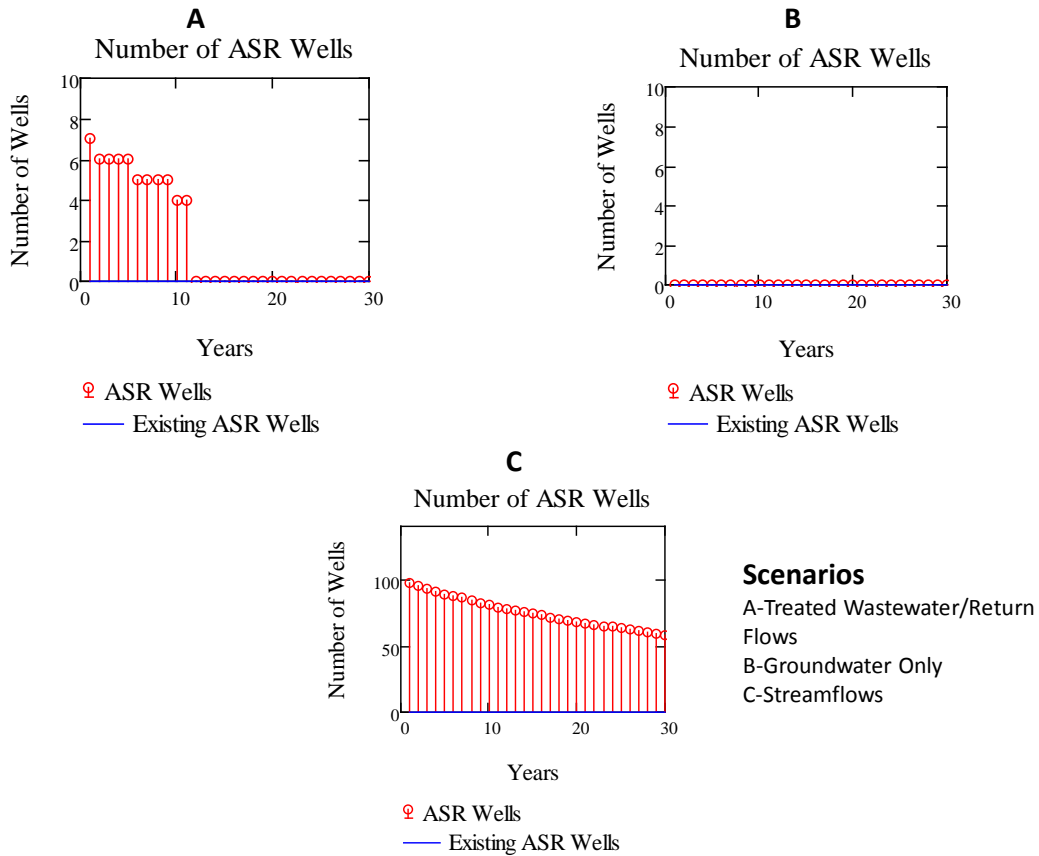 A
Number of ASR Wells
Number of Wells
10
8
6
4
2
0
0 10 20 30
Years
ASR Wells
Existing ASR Wells
B
Number of ASR Wells
Number of Wells
10
8
6
4
2
0
0 10 20 30
Years
ASR Wells
Existing ASR Wells
C
Number of ASR Wells
Number of Wells
100
50
0
0 10 20 30
Years
ASR Wells
Existing ASR Wells
Scenarios
A-Treated Wastewater/Return
Flows
B-Groundwater Only
C-Streamflows